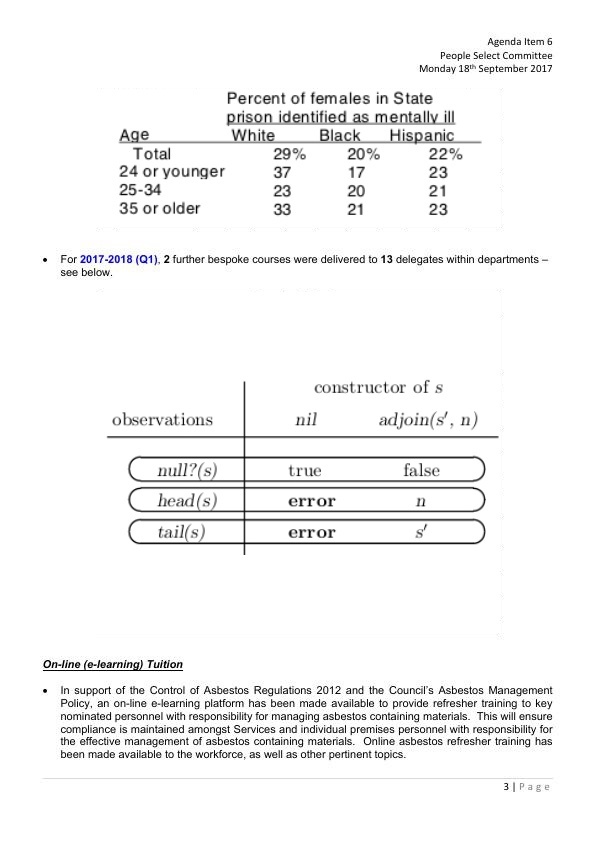 Agenda Item 6
People Select Committee
Monday 18th September 2017
Percent of females in State
prison identified as mentally ill
Age White Black Hispanic
Total 29% 20% 22%
24 or younger 37 17 23
25-34 23 20 21
35 or older 33 21 23
• For 2017-2018 (Q1), 2 further bespoke courses were delivered to 13 delegates within departments –
see below.
constructor of s
observations nil adjoin(s′, n)
null?(s) true false
head(s) error n
tail(s) error s′
On-line (e-learning) Tuition
• In support of the Control of Asbestos Regulations 2012 and the Council's Asbestos Management
Policy, an on-line e-learning platform has been made available to provide refresher training to key
nominated personnel with responsibility for managing asbestos containing materials. This will ensure
compliance is maintained amongst Services and individual premises personnel with responsibility for
the effective management of asbestos containing materials. Online asbestos refresher training has
been made available to the workforce, as well as other pertinent topics.
3 | Page